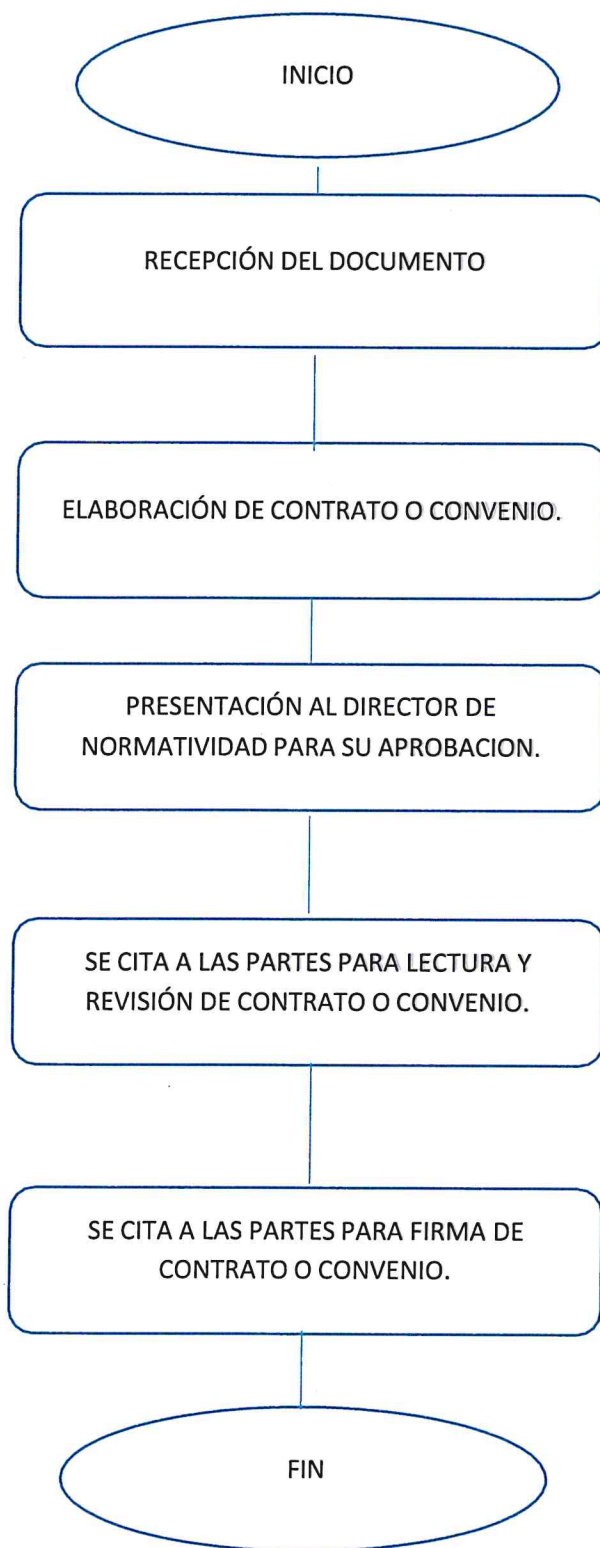 INICIO
RECEPCIÓN DEL DOCUMENTO
ELABORACIÓN DE CONTRATO O CONVENIO.
PRESENTACIÓN AL DIRECTOR DE
NORMATIVIDAD PARA SU APROBACION.
SE CITA A LAS PARTES PARA LECTURA Y
REVISIÓN DE CONTRATO O CONVENIO.
SE CITA A LAS PARTES PARA FIRMA DE
CONTRATO O CONVENIO.
FIN